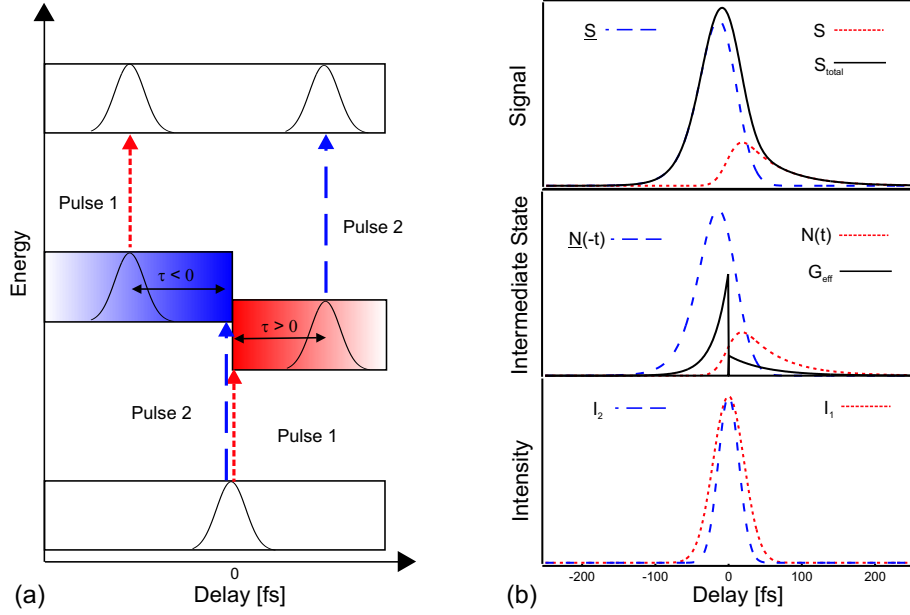 Energy
Pulse 1
Pulse 2
τ < 0
τ > 0
Pulse 2
Pulse 1
0
(a)
Delay [fs]
Signal
S
S
S_total
Intermediate State
N(-t)
N(t)
G_eff
Intensity
I_2
I_1
-200
-100
0
100
200
(b)
Delay [fs]